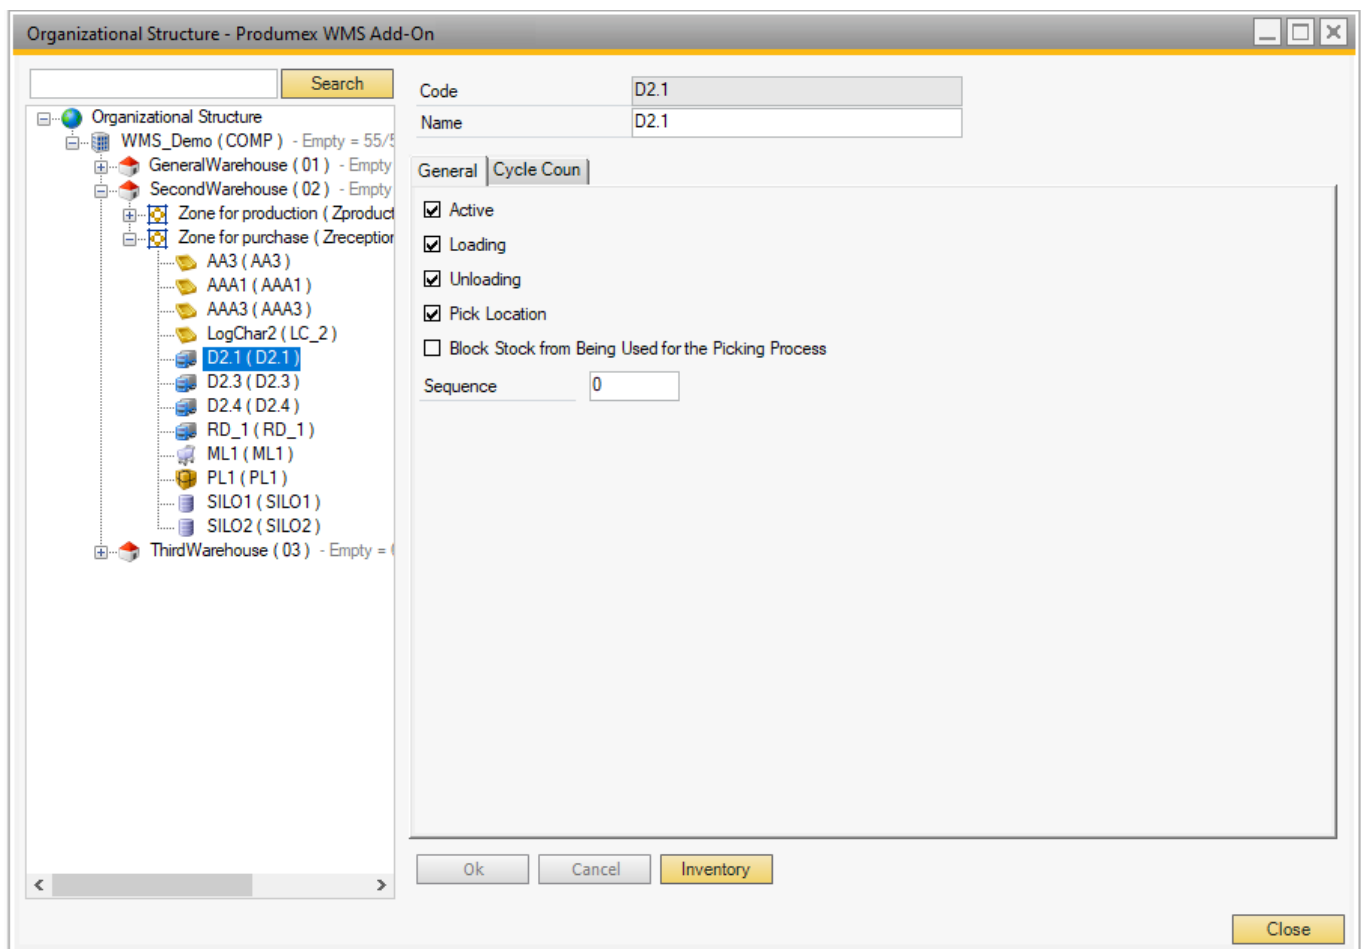 Organizational Structure - Produmex WMS Add-On
Search
Organizational Structure
WMS_Demo ( COMP ) - Empty = 55/5
GeneralWarehouse ( 01 ) - Empty
SecondWarehouse ( 02 ) - Empty
Zone for production ( Zproduct
Zone for purchase ( Zreception
AA3 ( AA3 )
AAA1 ( AAA1 )
AAA3 ( AAA3 )
LogChar2 ( LC_2 )
D2.1 ( D2.1 )
D2.3 ( D2.3 )
D2.4 ( D2.4 )
RD_1 ( RD_1 )
ML1 ( ML1 )
PL1 ( PL1 )
SILO1 ( SILO1 )
SILO2 ( SILO2 )
ThirdWarehouse ( 03 ) - Empty =
Code D2.1
Name D2.1
General Cycle Coun
Active
Loading
Unloading
Pick Location
Block Stock from Being Used for the Picking Process
Sequence 0
Ok Cancel Inventory
Close